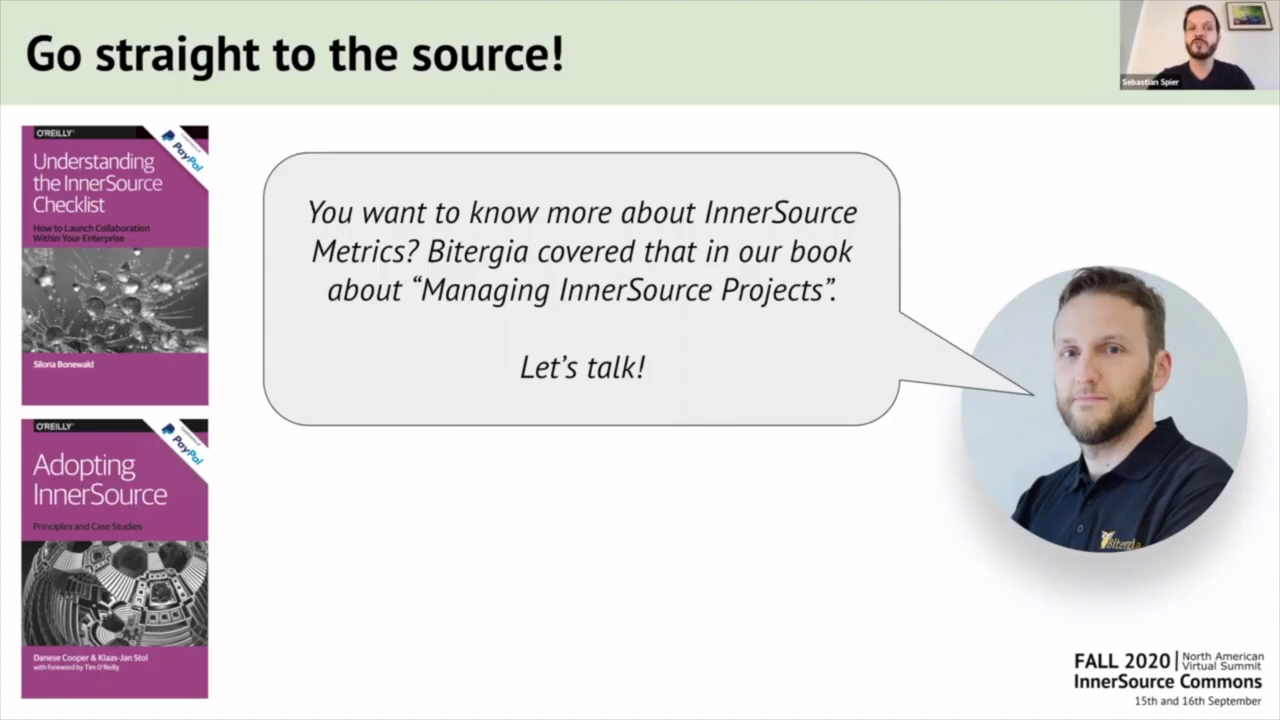 Go straight to the source!
Sebastian Spier
O'REILLY®
PayPal
Understanding
the InnerSource
Checklist
How to Launch Collaboration
Within Your Enterprise
Silona Bonewald
You want to know more about InnerSource
Metrics? Bitergia covered that in our book
about “Managing InnerSource Projects”.
Let’s talk!
Bitergia
O'REILLY®
PayPal
Adopting
InnerSource
Principles and Case Studies
Danese Cooper & Klaas-Jan Stol
with foreword by Tim O'Reilly
FALL 2020 | North American
Virtual Summit
InnerSource Commons
15th and 16th September